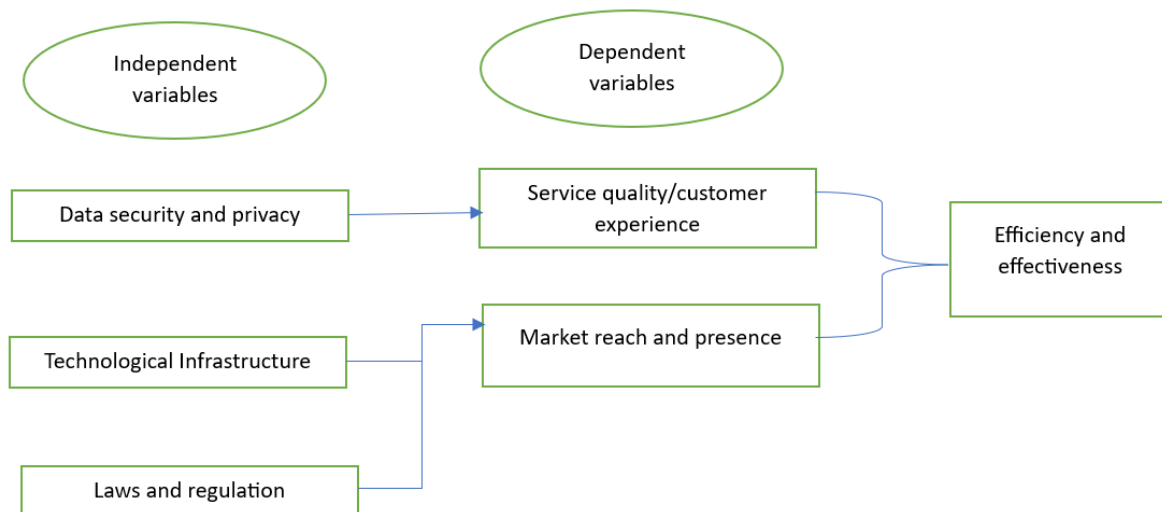 Independent
variables
Dependent
variables
Data security and privacy
Service quality/customer
experience
Efficiency and
effectiveness
Technological Infrastructure
Market reach and presence
Laws and regulation